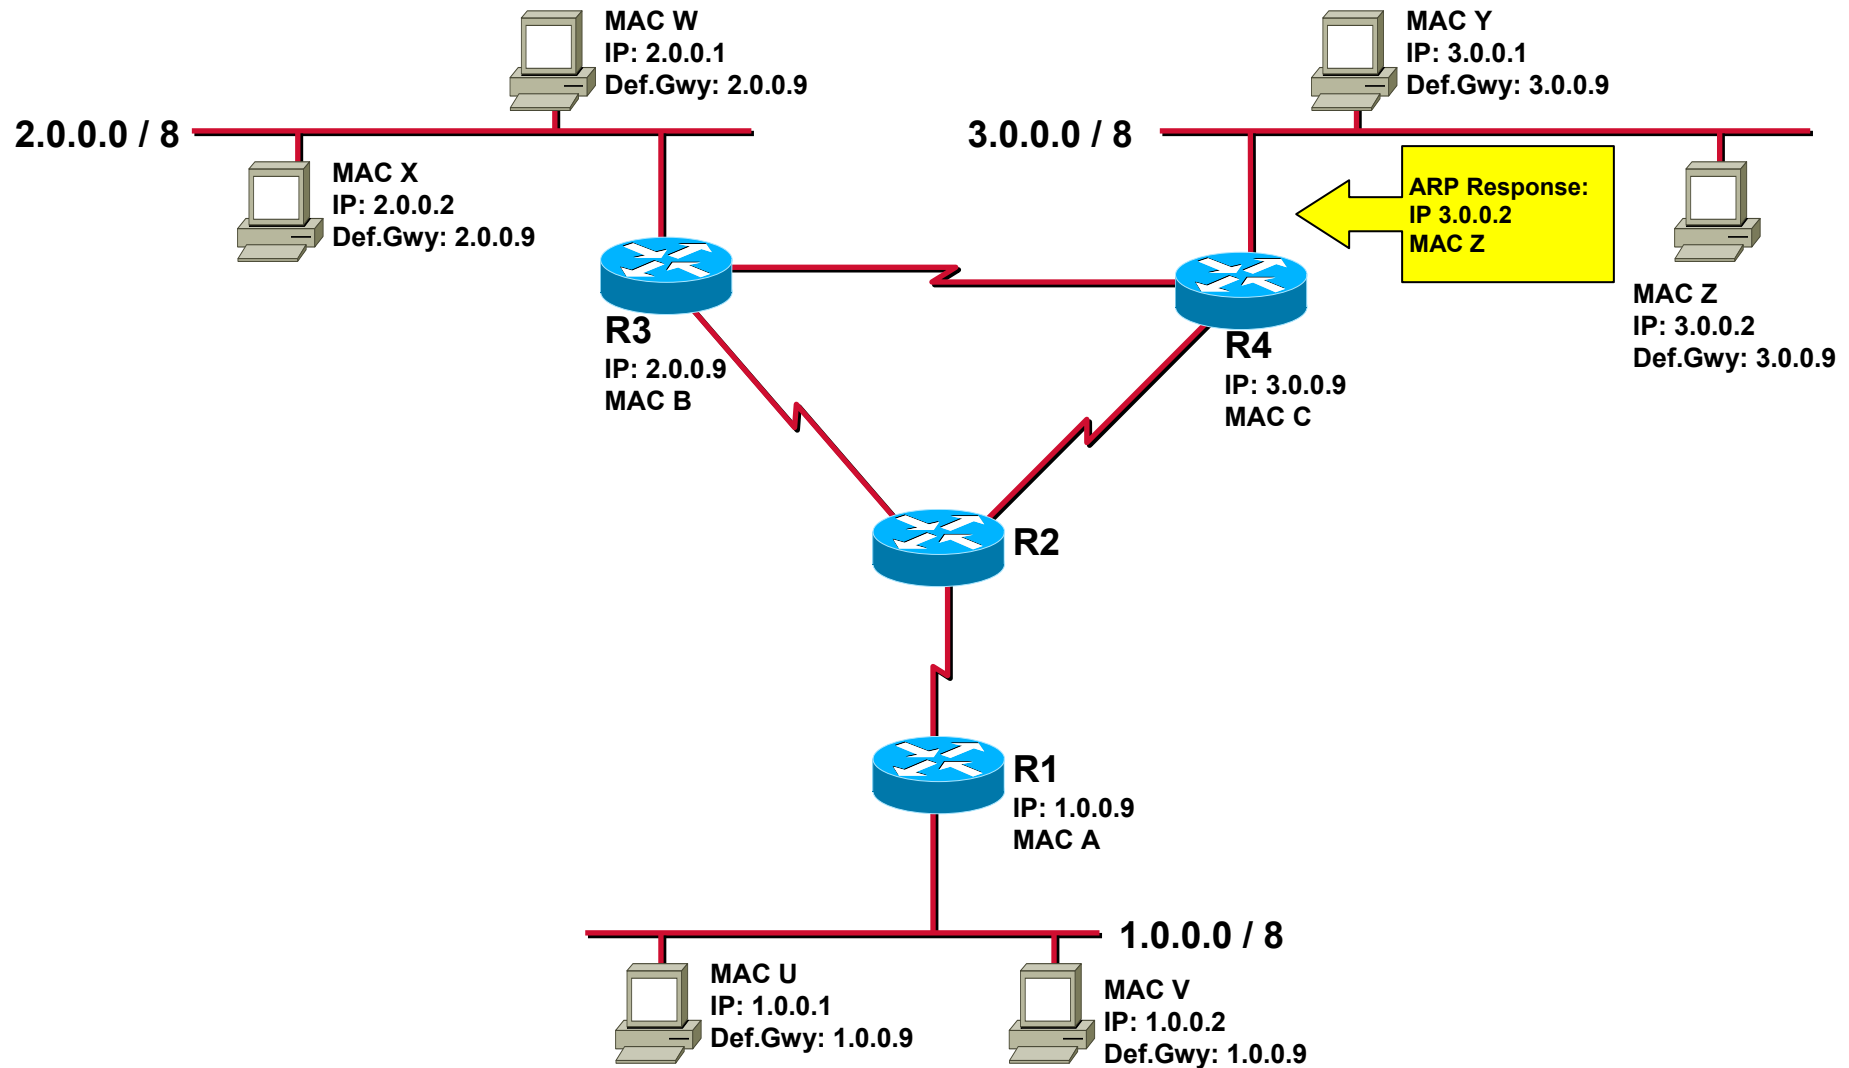 MAC W
IP: 2.0.0.1
Def.Gwy: 2.0.0.9
MAC Y
IP: 3.0.0.1
Def.Gwy: 3.0.0.9
2.0.0.0 / 8
3.0.0.0 / 8
MAC X
IP: 2.0.0.2
Def.Gwy: 2.0.0.9
ARP Response:
IP 3.0.0.2
MAC Z
MAC Z
IP: 3.0.0.2
Def.Gwy: 3.0.0.9
R3
IP: 2.0.0.9
MAC B
R4
IP: 3.0.0.9
MAC C
R2
R1
IP: 1.0.0.9
MAC A
1.0.0.0 / 8
MAC U
IP: 1.0.0.1
Def.Gwy: 1.0.0.9
MAC V
IP: 1.0.0.2
Def.Gwy: 1.0.0.9